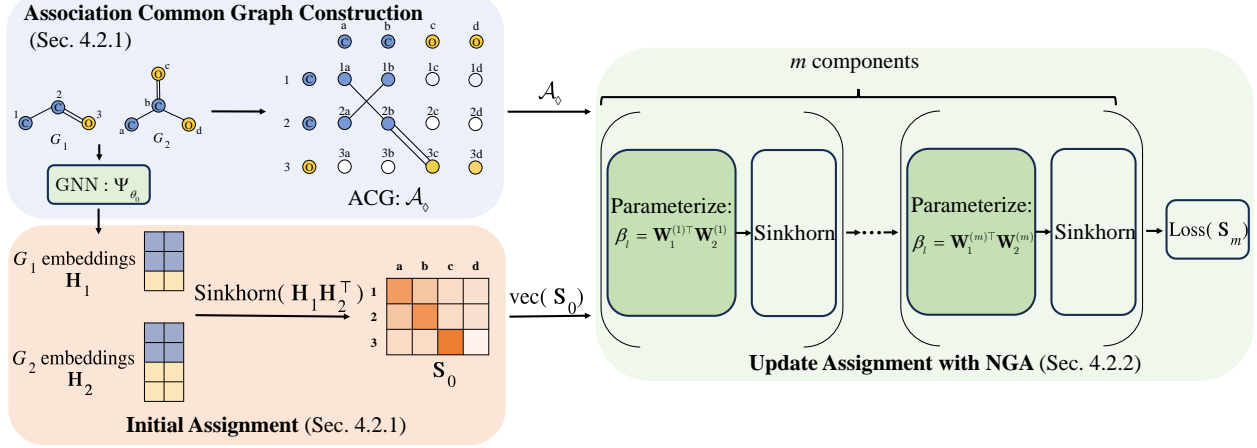 Association Common Graph Construction
(Sec. 4.2.1)
a b c d
C C O O
1 C 1a 1b 1c 1d
2 C 2a 2b 2c 2d
3 O 3a 3b 3c 3d
ACG: 𝒜◊
1 C 2 C O 3
G1
O c
b C
a C O d
G2
GNN : Ψθ0
G1 embeddings
H1
G2 embeddings
H2
Sinkhorn( H1H2⊤)
a b c d
1
2
3
S0
Initial Assignment (Sec. 4.2.1)
𝒜◊
vec( S0)
m components
Parameterize:
βl = W1(1)⊤W2(1)
Sinkhorn
Parameterize:
βl = W1(m)⊤W2(m)
Sinkhorn
Loss( Sm)
Update Assignment with NGA (Sec. 4.2.2)